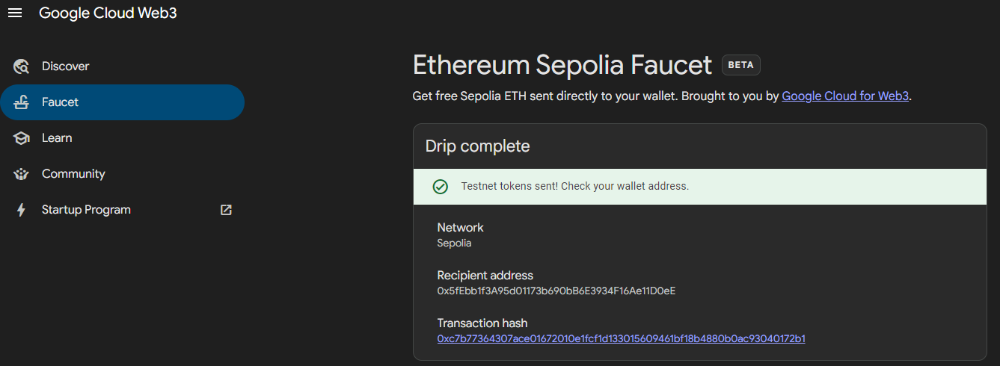 Google Cloud Web3
Discover
Faucet
Learn
Community
Startup Program
Ethereum Sepolia Faucet BETA
Get free Sepolia ETH sent directly to your wallet. Brought to you by Google Cloud for Web3.
Drip complete
Testnet tokens sent! Check your wallet address.
Network
Sepolia
Recipient address
0x5fEbb1f3A95d01173b690bB6E3934F16Ae11D0eE
Transaction hash
0xc7b77364307ace01672010e1fcf1d133015609461bf18b4880b0ac93040172b1